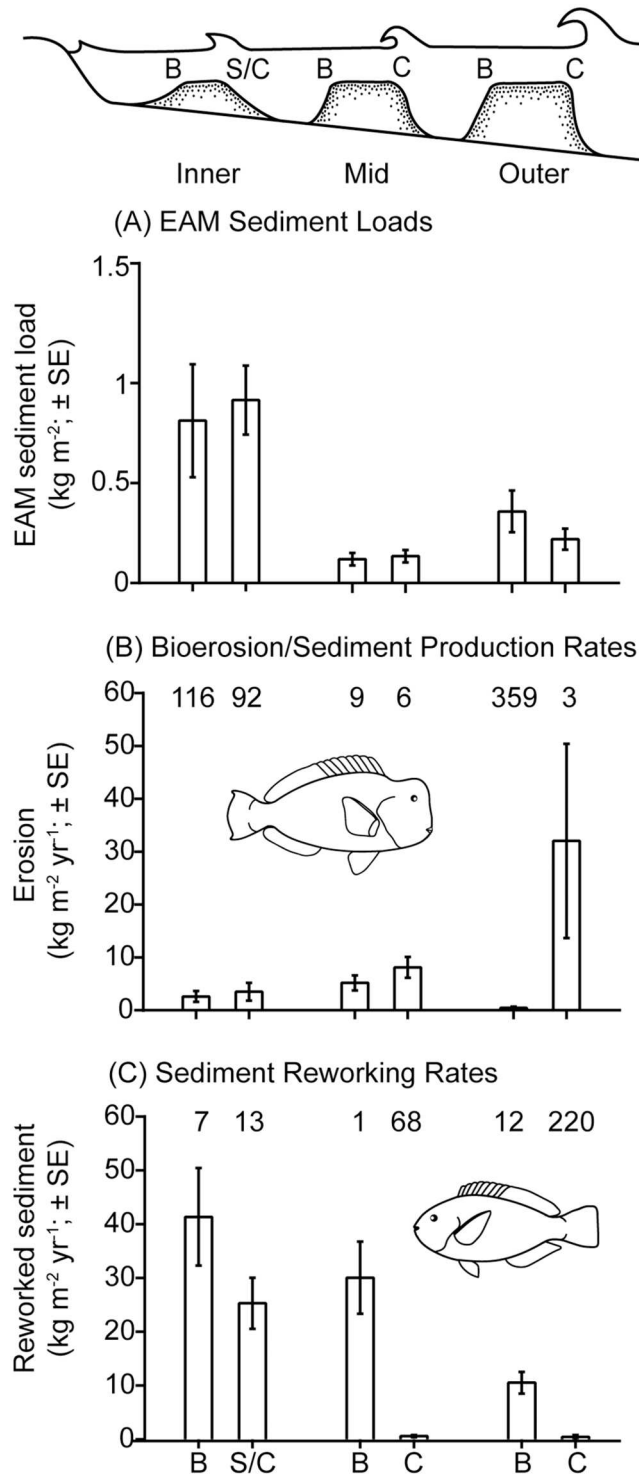 B S/C B C B C
Inner Mid Outer
(A) EAM Sediment Loads
EAM sediment load
(kg m⁻²; ± SE)
1.5
1
0.5
0
(B) Bioerosion/Sediment Production Rates
Erosion
(kg m⁻² yr⁻¹; ± SE)
60
116 92 9 6 359 3
50
40
30
20
10
0
(C) Sediment Reworking Rates
Reworked sediment
(kg m⁻² yr⁻¹; ± SE)
60
7 13 1 68 12 220
50
40
30
20
10
0
B S/C B C B C